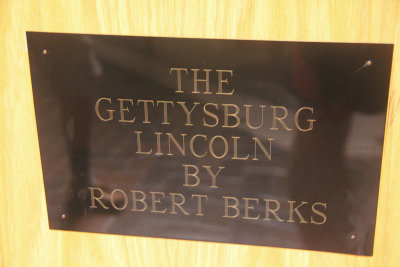 THE
GETTYSBURG
LINCOLN
BY
ROBERT BERKS